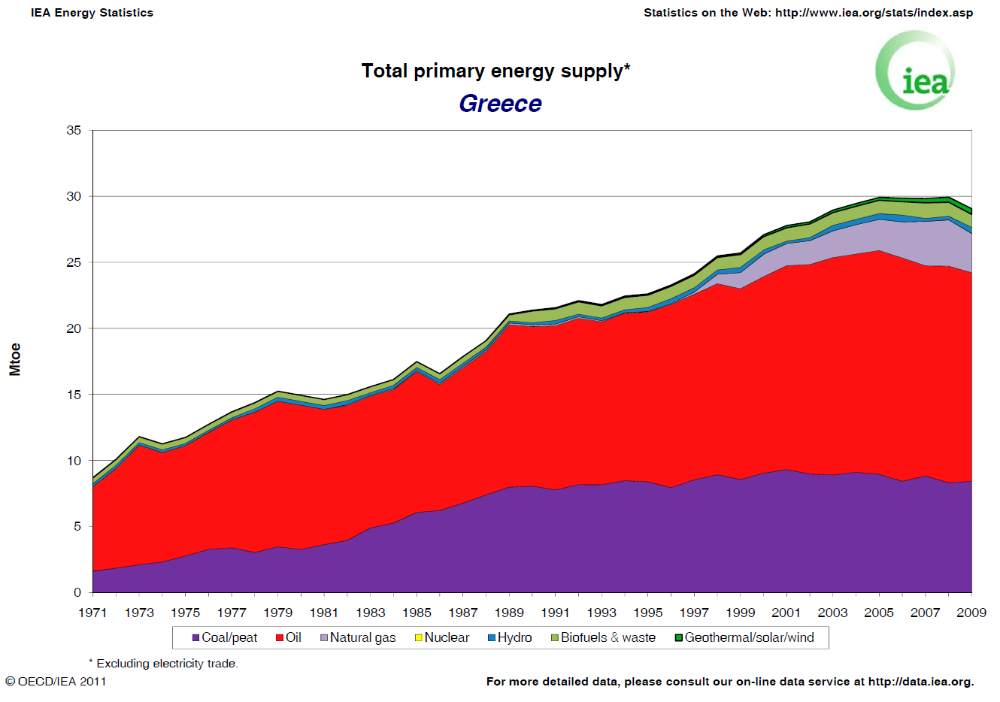 IEA Energy Statistics
Statistics on the Web: http://www.iea.org/stats/index.asp
iea
Total primary energy supply*
Greece
35
30
25
20
15
10
5
0
Mtoe
1971 1973 1975 1977 1979 1981 1983 1985 1987 1989 1991 1993 1995 1997 1999 2001 2003 2005 2007 2009
Coal/peat Oil Natural gas Nuclear Hydro Biofuels & waste Geothermal/solar/wind
* Excluding electricity trade.
© OECD/IEA 2011
For more detailed data, please consult our on-line data service at http://data.iea.org.